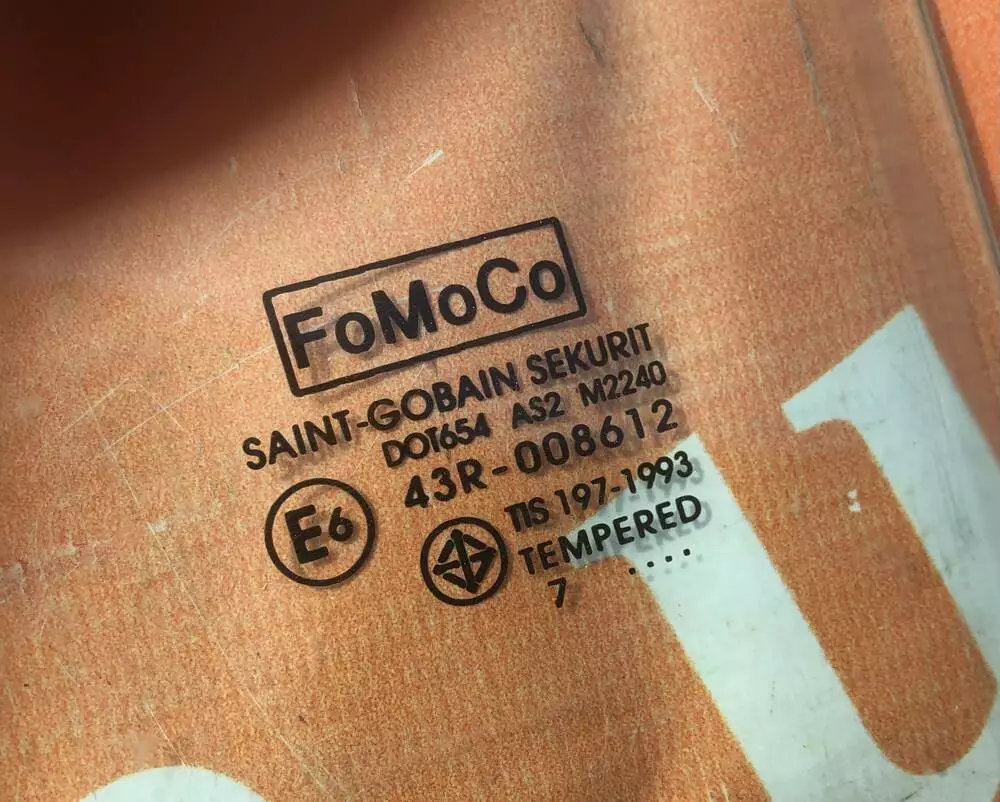 FoMoCo
SAINT-GOBAIN SEKURIT
DOT654 AS2 M2240
43R-008612
E6
TIS 197-1993
TEMPERED
7 ....